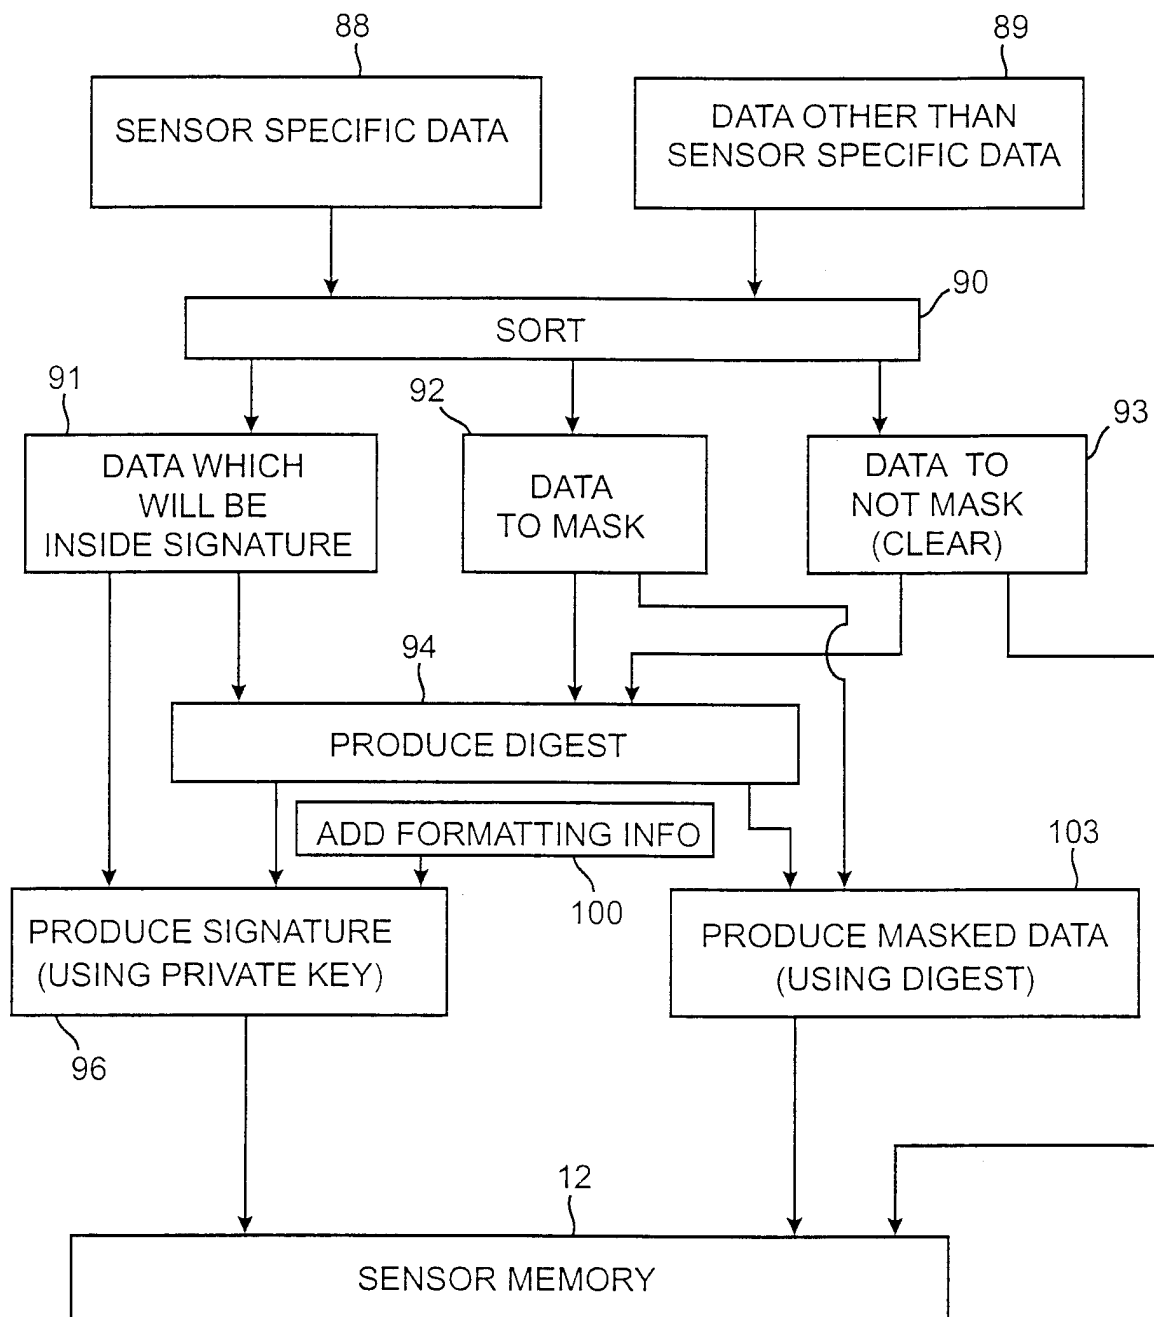 88
89
SENSOR SPECIFIC DATA
DATA OTHER THAN
SENSOR SPECIFIC DATA
90
SORT
91
92
93
DATA WHICH
WILL BE
INSIDE SIGNATURE
DATA
TO MASK
DATA TO
NOT MASK
(CLEAR)
94
PRODUCE DIGEST
ADD FORMATTING INFO
100
103
PRODUCE SIGNATURE
(USING PRIVATE KEY)
96
PRODUCE MASKED DATA
(USING DIGEST)
12
SENSOR MEMORY